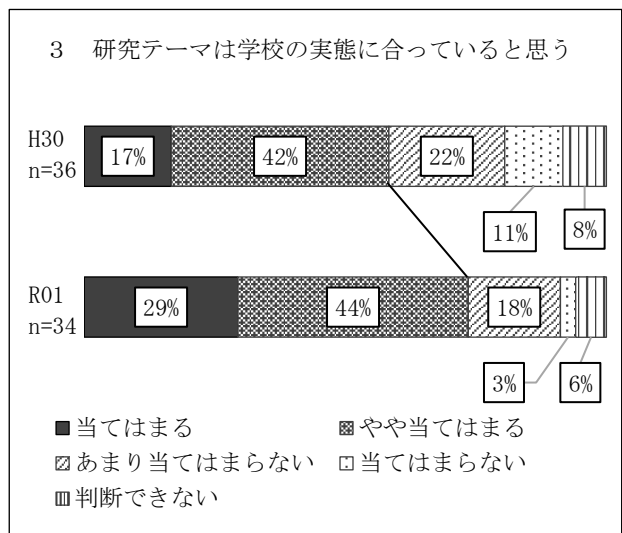 3 研究テーマは学校の実態に合っていると思う
H30
n=36
17%
42%
22%
11%
8%
R01
n=34
29%
44%
18%
3%
6%
当てはまる
やや当てはまる
あまり当てはまらない
当てはまらない
判断できない